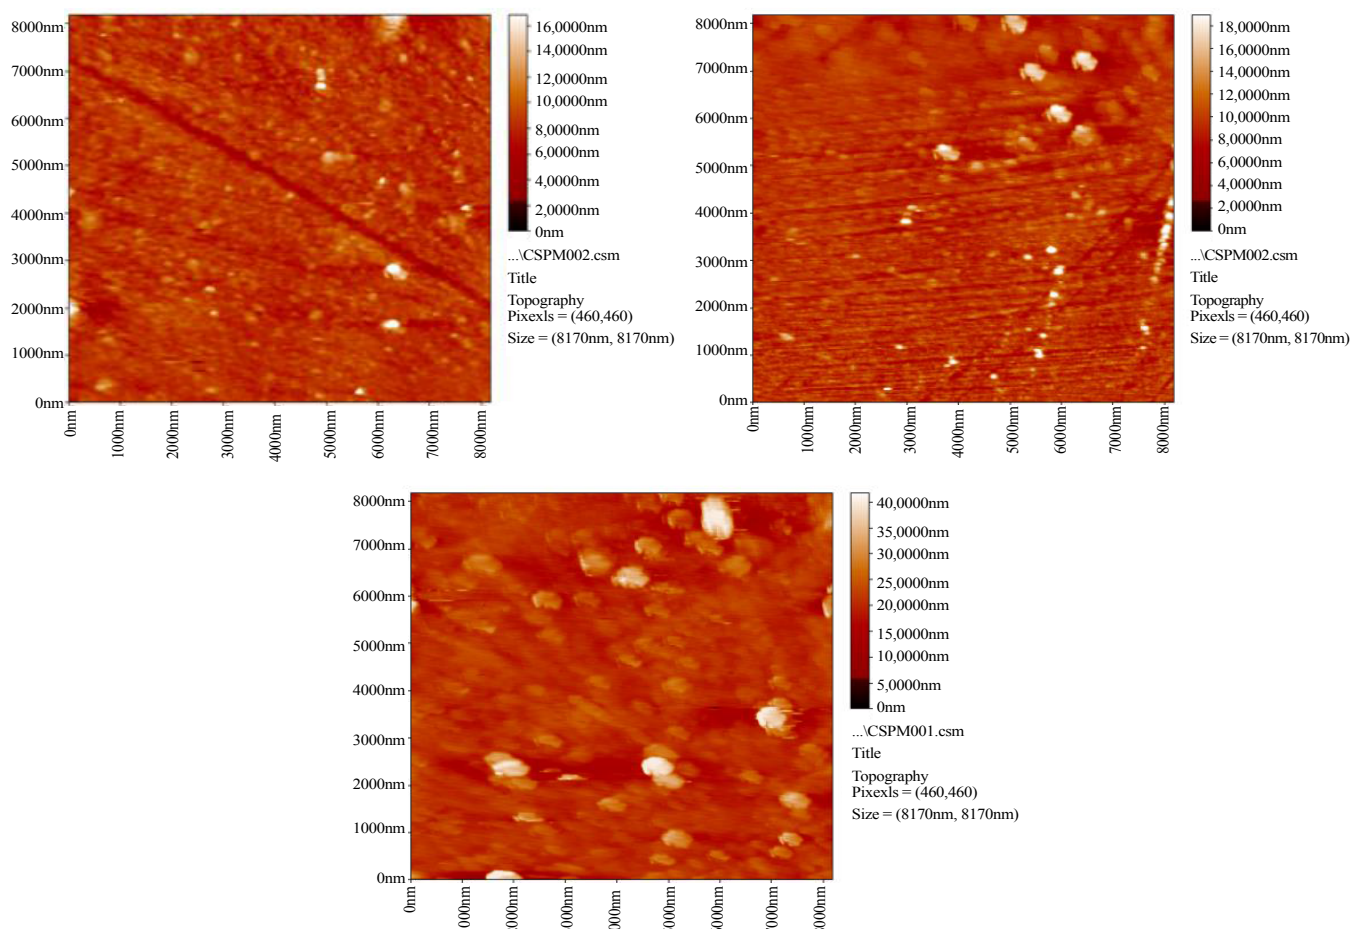 8000nm
7000nm
6000nm
5000nm
4000nm
3000nm
2000nm
1000nm
0nm
0nm
1000nm
2000nm
3000nm
4000nm
5000nm
6000nm
7000nm
8000nm
16,0000nm
14,0000nm
12,0000nm
10,0000nm
8,0000nm
6,0000nm
4,0000nm
2,0000nm
0nm
...\CSPM002.csm
Title
Topography
Pixexls = (460,460)
Size = (8170nm, 8170nm)
8000nm
7000nm
6000nm
5000nm
4000nm
3000nm
2000nm
1000nm
0nm
0nm
1000nm
2000nm
3000nm
4000nm
5000nm
6000nm
7000nm
8000nm
18,0000nm
16,0000nm
14,0000nm
12,0000nm
10,0000nm
8,0000nm
6,0000nm
4,0000nm
2,0000nm
0nm
...\CSPM002.csm
Title
Topography
Pixexls = (460,460)
Size = (8170nm, 8170nm)
8000nm
7000nm
6000nm
5000nm
4000nm
3000nm
2000nm
1000nm
0nm
0nm
40,0000nm
35,0000nm
30,0000nm
25,0000nm
20,0000nm
15,0000nm
10,0000nm
5,0000nm
0nm
...\CSPM001.csm
Title
Topography
Pixexls = (460,460)
Size = (8170nm, 8170nm)